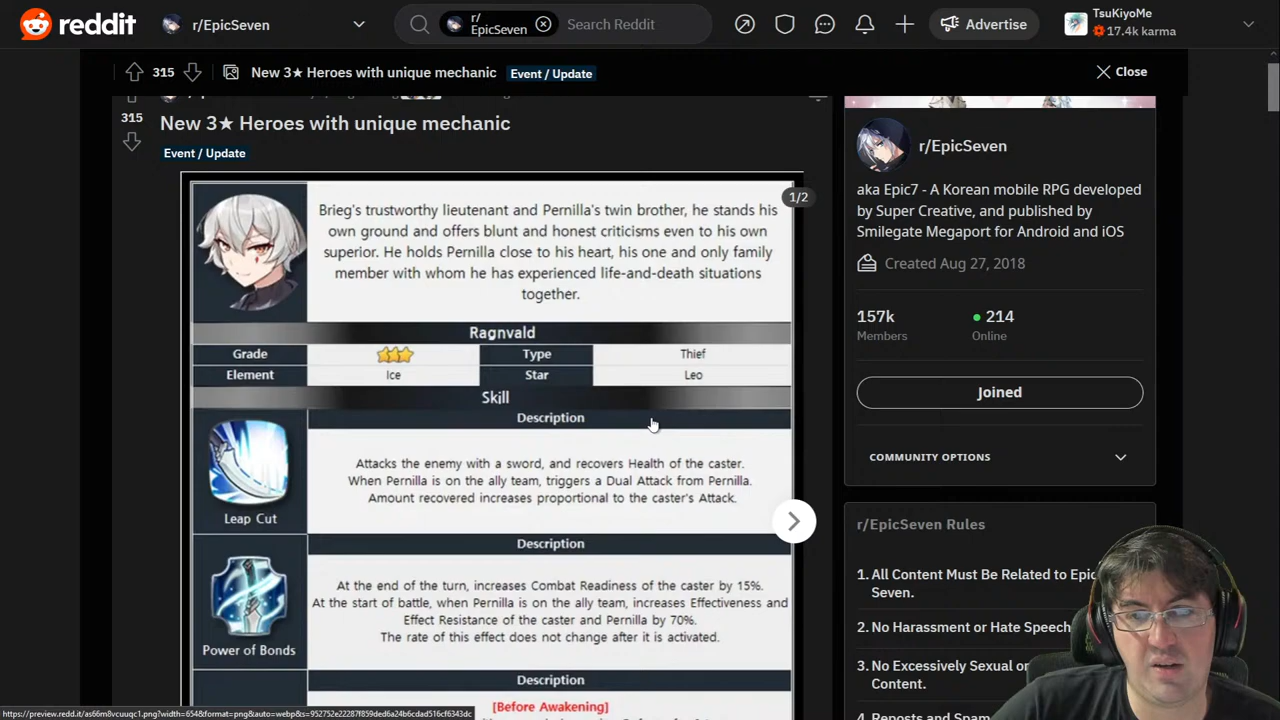 reddit
r/EpicSeven
r/
EpicSeven
Search Reddit
Advertise
TsuKiyoMe
17.4k karma
315
New 3★ Heroes with unique mechanic
Event / Update
Close
315
New 3★ Heroes with unique mechanic
Event / Update
1/2
Brieg's trustworthy lieutenant and Pernilla's twin brother, he stands his
own ground and offers blunt and honest criticisms even to his own
superior. He holds Pernilla close to his heart, his one and only family
member with whom he has experienced life-and-death situations
together.
Ragnvald
Grade
Type
Thief
Element
Ice
Star
Leo
Skill
Description
Attacks the enemy with a sword, and recovers Health of the caster.
When Pernilla is on the ally team, triggers a Dual Attack from Pernilla.
Amount recovered increases proportional to the caster's Attack.
Leap Cut
Description
At the end of the turn, increases Combat Readiness of the caster by 15%.
At the start of battle, when Pernilla is on the ally team, increases Effectiveness and
Effect Resistance of the caster and Pernilla by 70%.
The rate of this effect does not change after it is activated.
Power of Bonds
Description
[Before Awakening]
r/EpicSeven
aka Epic7 - A Korean mobile RPG developed
by Super Creative, and published by
Smilegate Megaport for Android and iOS
Created Aug 27, 2018
157k
Members
214
Online
Joined
COMMUNITY OPTIONS
r/EpicSeven Rules
1. All Content Must Be Related to Epic
Seven.
2. No Harassment or Hate Speech
3. No Excessively Sexual or
Content.
4. Reposts and Spam